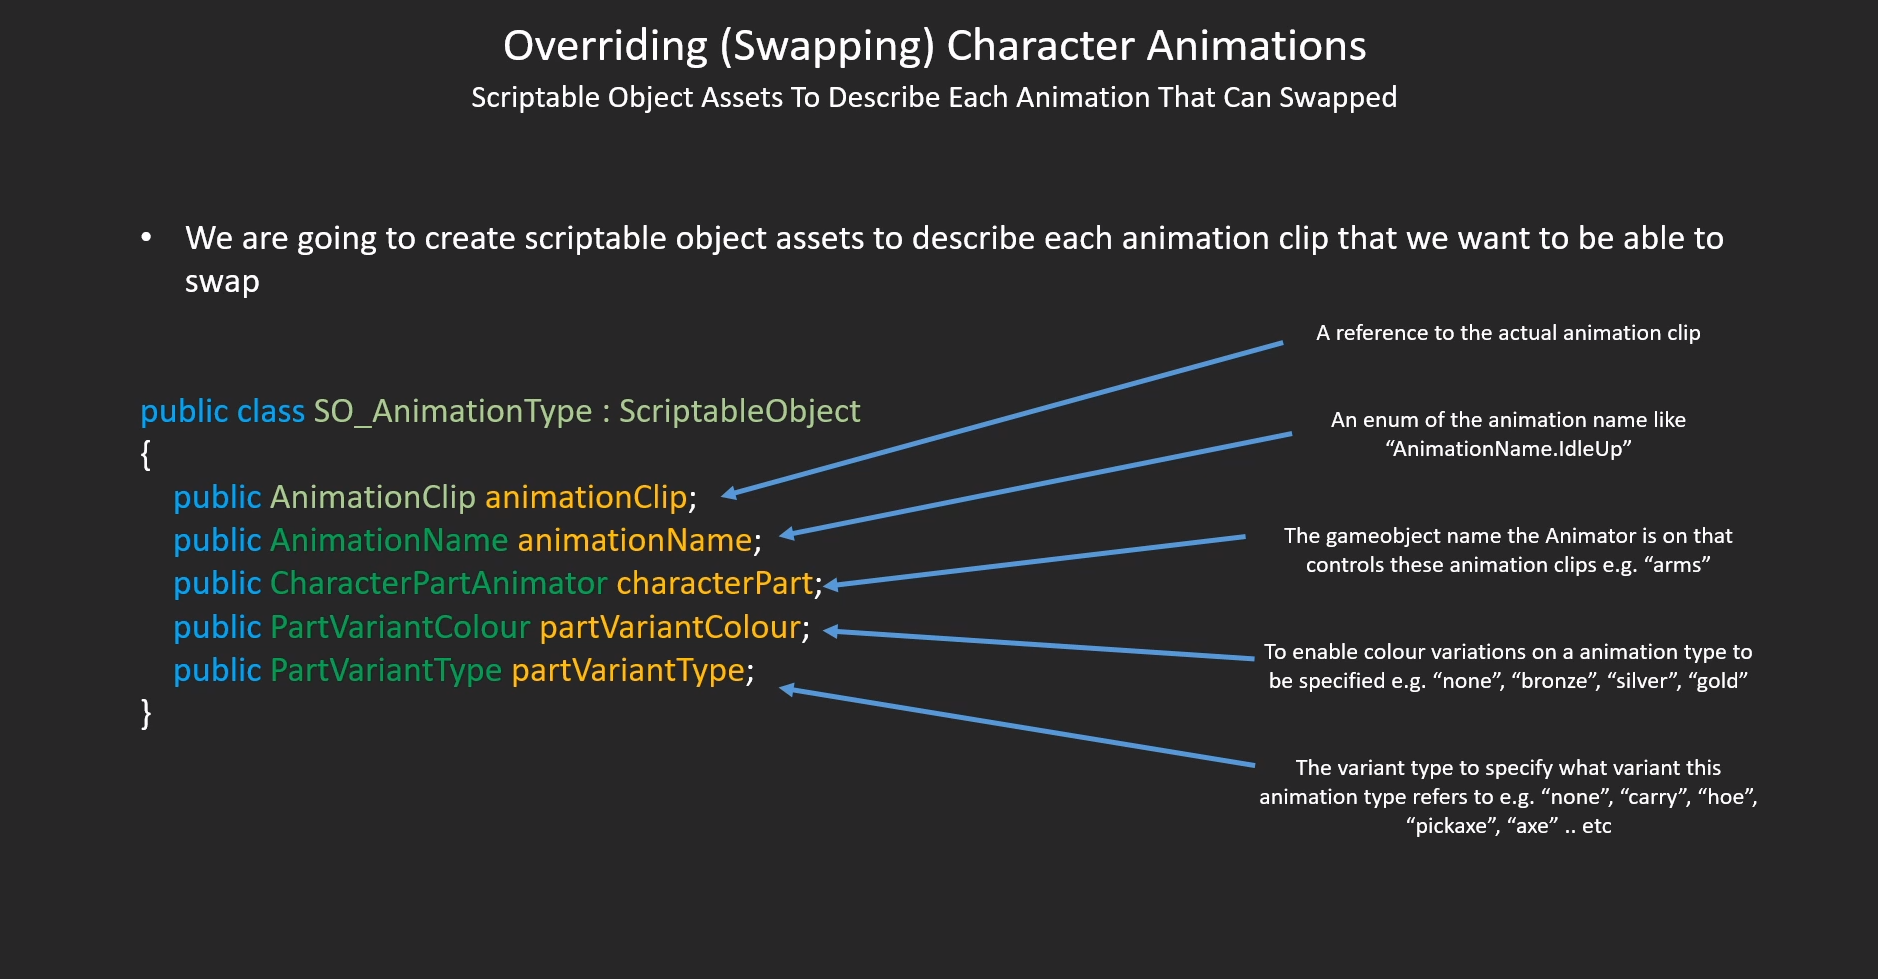 Overriding (Swapping) Character Animations
Scriptable Object Assets To Describe Each Animation That Can Swapped
• We are going to create scriptable object assets to describe each animation clip that we want to be able to
swap
A reference to the actual animation clip
An enum of the animation name like
“AnimationName.IdleUp”
The gameobject name the Animator is on that
controls these animation clips e.g. “arms”
To enable colour variations on a animation type to
be specified e.g. “none”, “bronze”, “silver”, “gold”
The variant type to specify what variant this
animation type refers to e.g. “none”, “carry”, “hoe”,
“pickaxe”, “axe” .. etc
public class SO_AnimationType : ScriptableObject
{
public AnimationClip animationClip;
public AnimationName animationName;
public CharacterPartAnimator characterPart;
public PartVariantColour partVariantColour;
public PartVariantType partVariantType;
}